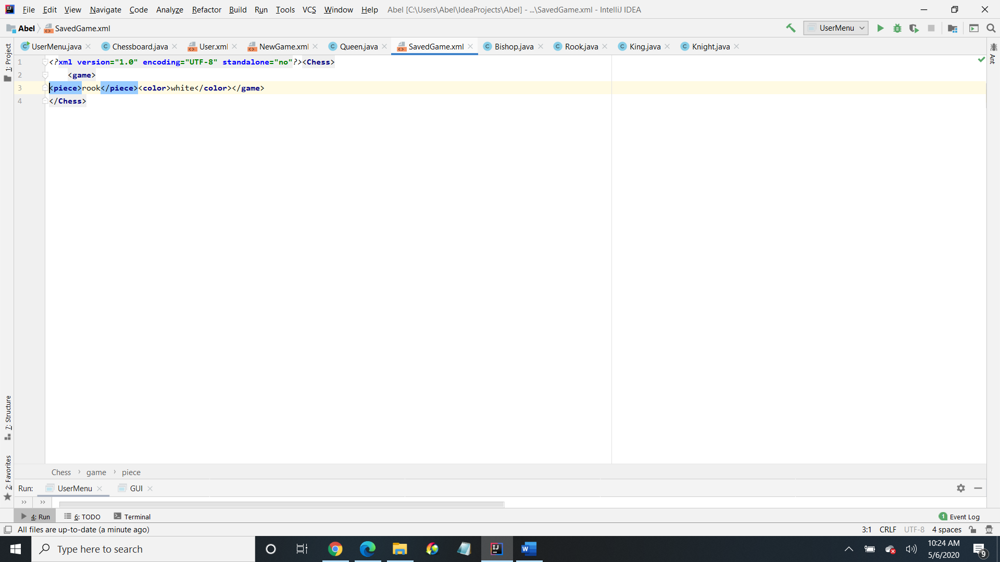 File Edit View Navigate Code Analyze Refactor Build Run Tools VCS Window Help Abel [C:\Users\Abel\IdeaProjects\Abel] - ...\SavedGame.xml - IntelliJ IDEA
Abel SavedGame.xml UserMenu
UserMenu.java Chessboard.java User.xml NewGame.xml Queen.java SavedGame.xml Bishop.java Rook.java King.java Knight.java
1: Project
Ant
1 <?xml version="1.0" encoding="UTF-8" standalone="no"?><Chess>
2 <game>
3 <piece>rook</piece><color>white</color></game>
4 </Chess>
7: Structure
2: Favorites
Chess game piece
Run: UserMenu GUI
4: Run 6: TODO Terminal 1 Event Log
All files are up-to-date (a minute ago) 3:1 CRLF UTF-8 4 spaces
Type here to search
10:24 AM
5/6/2020
9